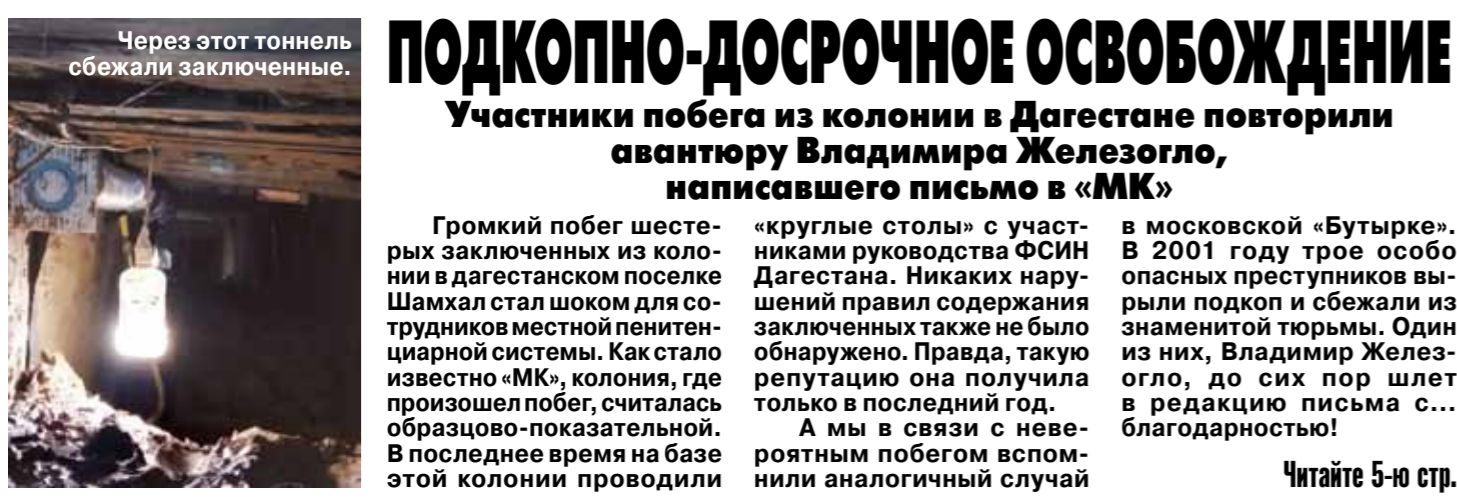 Через этот тоннель
сбежали заключенные.
ПОДКОПНО-ДОСРОЧНОЕ ОСВОБОЖДЕНИЕ
Участники побега из колонии в Дагестане повторили
авантюру Владимира Железогло,
написавшего письмо в «МК»
Громкий побег шесте-
рых заключенных из коло-
нии в дагестанском поселке
Шамхал стал шоком для со-
трудников местной пенитен-
циарной системы. Как стало
известно «МК», колония, где
произошел побег, считалась
образцово-показательной.
В последнее время на базе
этой колонии проводили
«круглые столы» с участ-
никами руководства ФСИН
Дагестана. Никаких нару-
шений правил содержания
заключенных также не было
обнаружено. Правда, такую
репутацию она получила
только в последний год.
А мы в связи с неве-
роятным побегом вспом-
нили аналогичный случай
в московской «Бутырке».
В 2001 году трое особо
опасных преступников вы-
рыли подкоп и сбежали из
знаменитой тюрьмы. Один
из них, Владимир Желез-
огло, до сих пор шлет
в редакцию письма с...
благодарностью!
Читайте 5-ю стр.